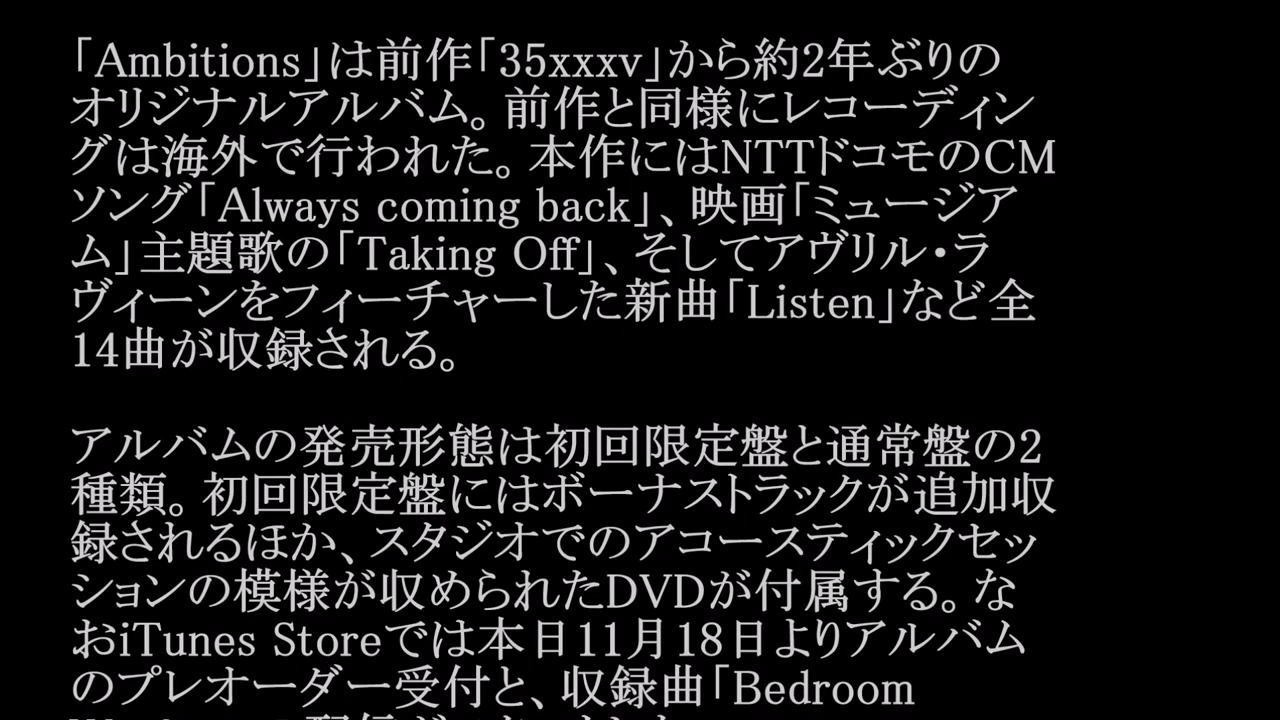 「Ambitions」は前作「35xxxv」から約2年ぶりの
オリジナルアルバム。前作と同様にレコーディン
グは海外で行われた。本作にはNTTドコモのCM
ソング「Always coming back」、映画「ミュージア
ム」主題歌の「Taking Off」、そしてアヴリル・ラ
ヴィーンをフィーチャーした新曲「Listen」など全
14曲が収録される。
アルバムの発売形態は初回限定盤と通常盤の2
種類。初回限定盤にはボーナストラックが追加収
録されるほか、スタジオでのアコースティックセッ
ションの模様が収められたDVDが付属する。な
おiTunes Storeでは本日11月18日よりアルバム
のプレオーダー受付と、収録曲「Bedroom